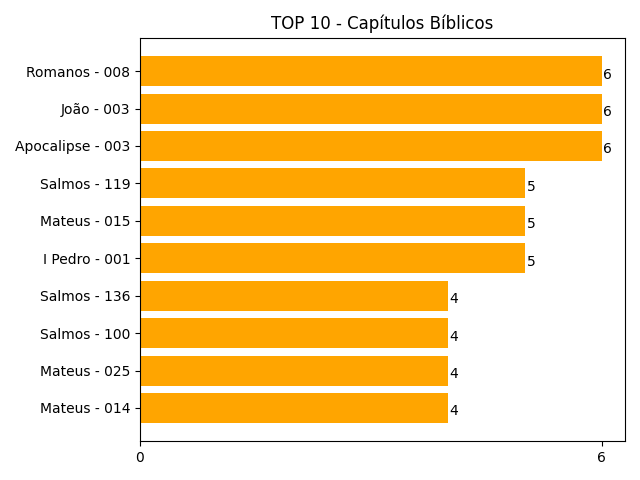 TOP 10 - Capítulos Bíblicos
Romanos - 008 6
João - 003 6
Apocalipse - 003 6
Salmos - 119 5
Mateus - 015 5
I Pedro - 001 5
Salmos - 136 4
Salmos - 100 4
Mateus - 025 4
Mateus - 014 4
0 6